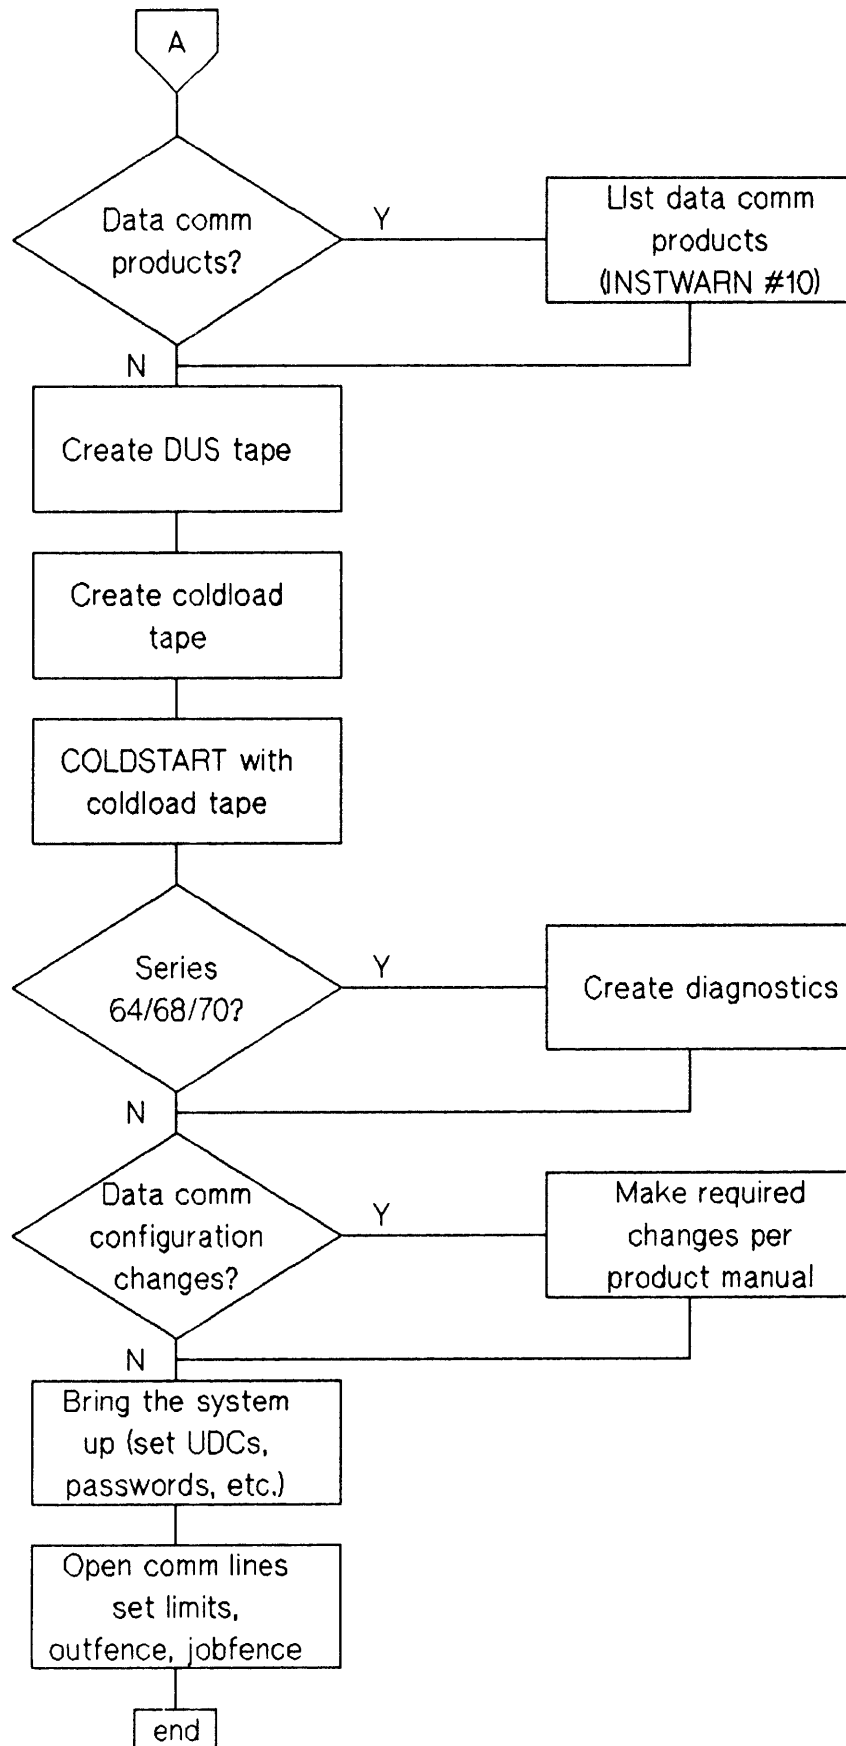 A
Data comm
products?
Y
List data comm
products
(INSTWARN #10)
N
Create DUS tape
Create coldload
tape
COLDSTART with
coldload tape
Series
64/68/70?
Y
Create diagnostics
N
Data comm
configuration
changes?
Y
Make required
changes per
product manual
N
Bring the system
up (set UDCs,
passwords, etc.)
Open comm lines
set limits,
outfence, jobfence
end